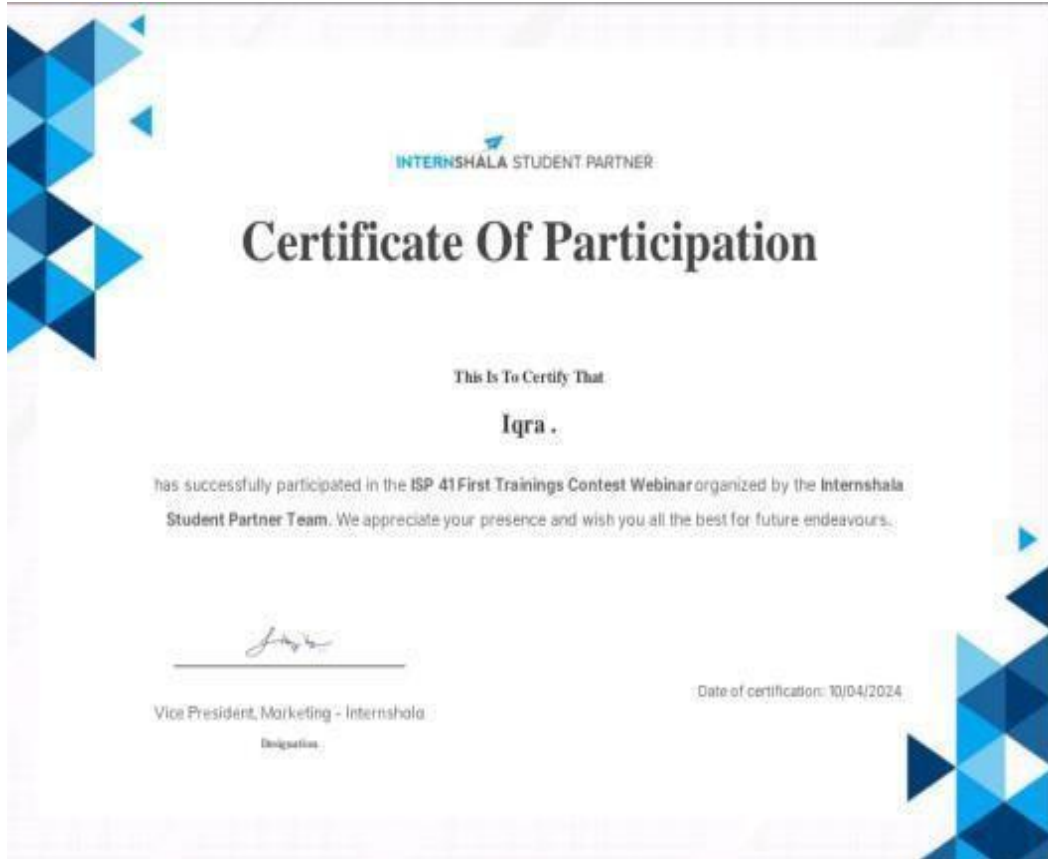 INTERNSHALA STUDENT PARTNER
Certificate Of Participation
This Is To Certify That
Iqra .
has successfully participated in the ISP 41 First Trainings Contest Webinar organized by the Internshala
Student Partner Team. We appreciate your presence and wish you all the best for future endeavours.
Date of certification: 10/04/2024
Vice President, Marketing - Internshala
Designation